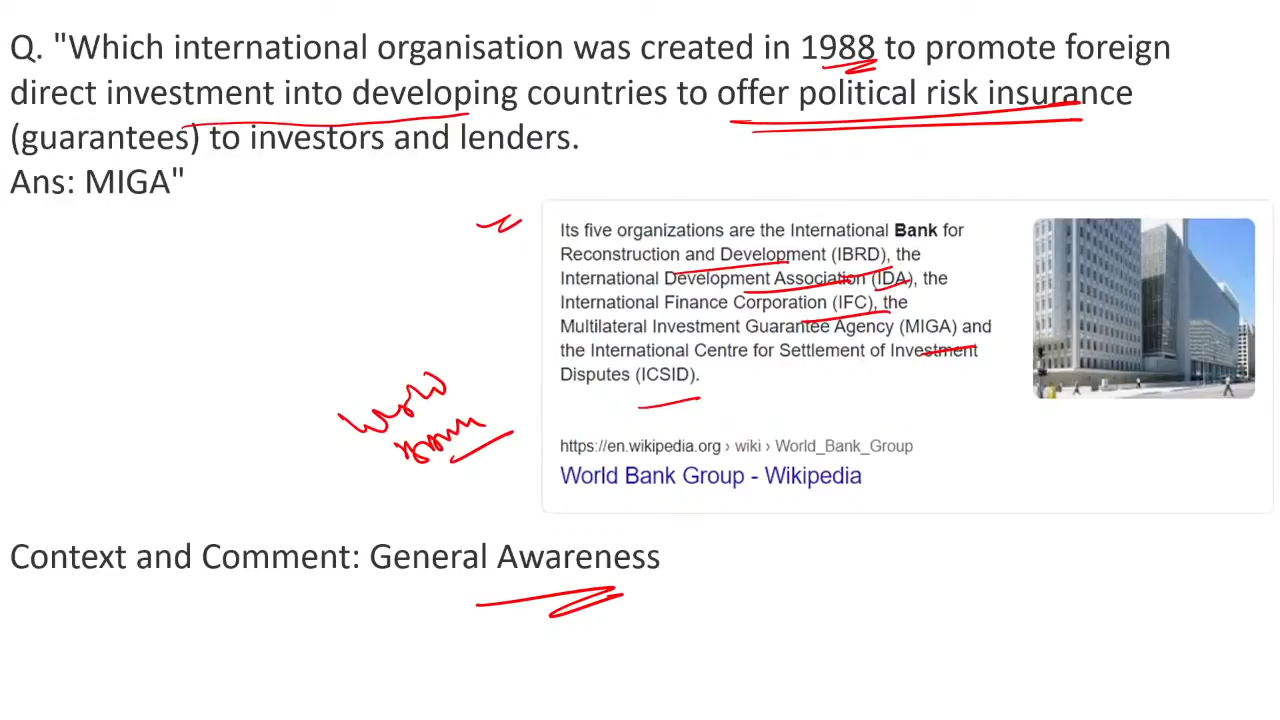 Q. "Which international organisation was created in 1988 to promote foreign
direct investment into developing countries to offer political risk insurance
(guarantees) to investors and lenders.
Ans: MIGA"
Its five organizations are the International Bank for
Reconstruction and Development (IBRD), the
International Development Association (IDA), the
International Finance Corporation (IFC), the
Multilateral Investment Guarantee Agency (MIGA) and
the International Centre for Settlement of Investment
Disputes (ICSID).
World
https://en.wikipedia.org › wiki › World_Bank_Group
World Bank Group - Wikipedia
Context and Comment: General Awareness